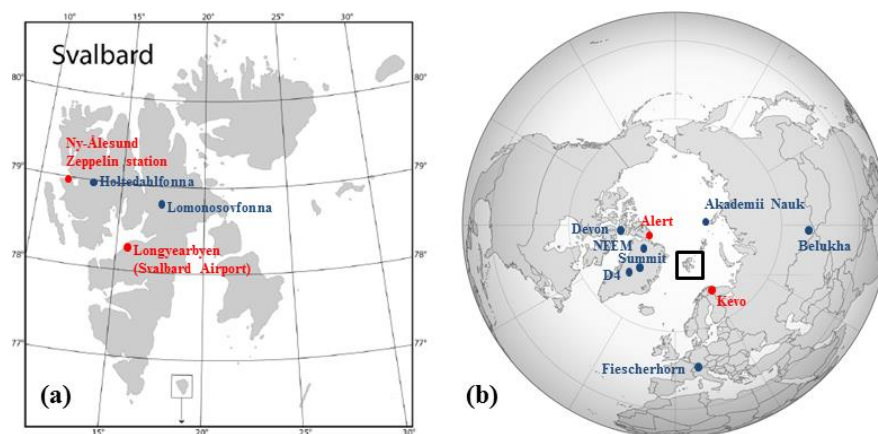 10° 15° 20° 25° 30°
Svalbard
80° 80°
Ny-Ålesund
Zeppelin station
79° 79°
Holtedahlfonna
Lomonosovfonna
78° 78°
Longyearbyen
(Svalbard Airport)
77° 77°
(a)
15° 20° 25° 30°
Akademii Nauk
Devon
Alert
NEEM
Belukha
Summit
D4
Kevo
Fiescherhorn
(b)